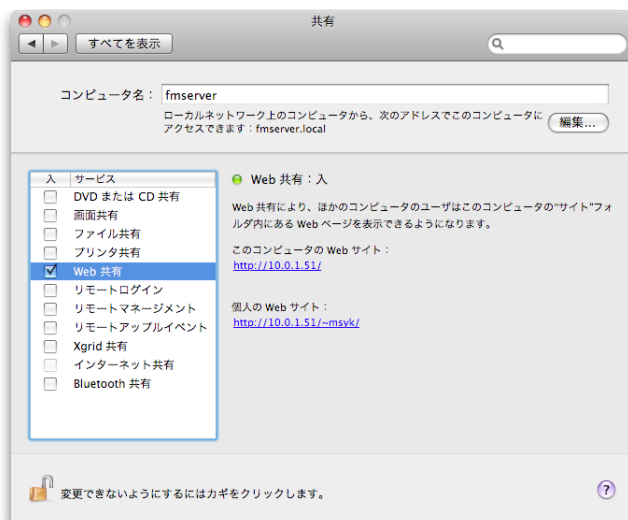 共有
すべてを表示
コンピュータ名：
fmserver
ローカルネットワーク上のコンピュータから、次のアドレスでこのコンピュータに
アクセスできます：fmserver.local
編集...
入 サービス
DVD または CD 共有
画面共有
ファイル共有
プリンタ共有
Web 共有
リモートログイン
リモートマネージメント
リモートアップルイベント
Xgrid 共有
インターネット共有
Bluetooth 共有
Web 共有：入
Web 共有により、ほかのコンピュータのユーザはこのコンピュータの“サイト”フォ
ルダ内にある Web ページを表示できるようになります。
このコンピュータの Web サイト：
http://10.0.1.51/
個人の Web サイト：
http://10.0.1.51/~msyk/
変更できないようにするにはカギをクリックします。
?